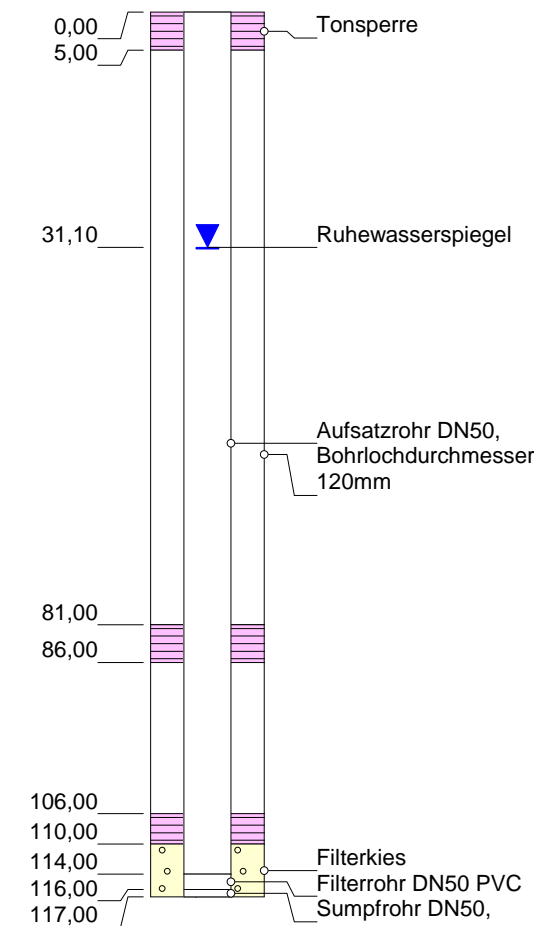 0,00
Tonsperre
5,00
31,10
Ruhewasserspiegel
Aufsatzrohr DN50,
Bohrlochdurchmesser
120mm
81,00
86,00
106,00
110,00
114,00
Filterkies
116,00
Filterrohr DN50 PVC
117,00
Sumpfrohr DN50,